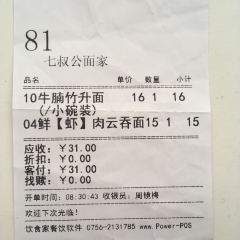 81
七叔公面家
品名 单价 数量 小计
10牛腩竹升面 16 1 16
(/小碗装)
04鲜【虾】肉云吞面15 1 15
应收：¥31.00
折扣：¥0.00
客付：¥31.00
找赎：¥0.00
开单时间：08:30:43 收银员：周镜梅
欢迎下次光临！
饮食家餐饮软件 0756-2131785 www.Power-POS